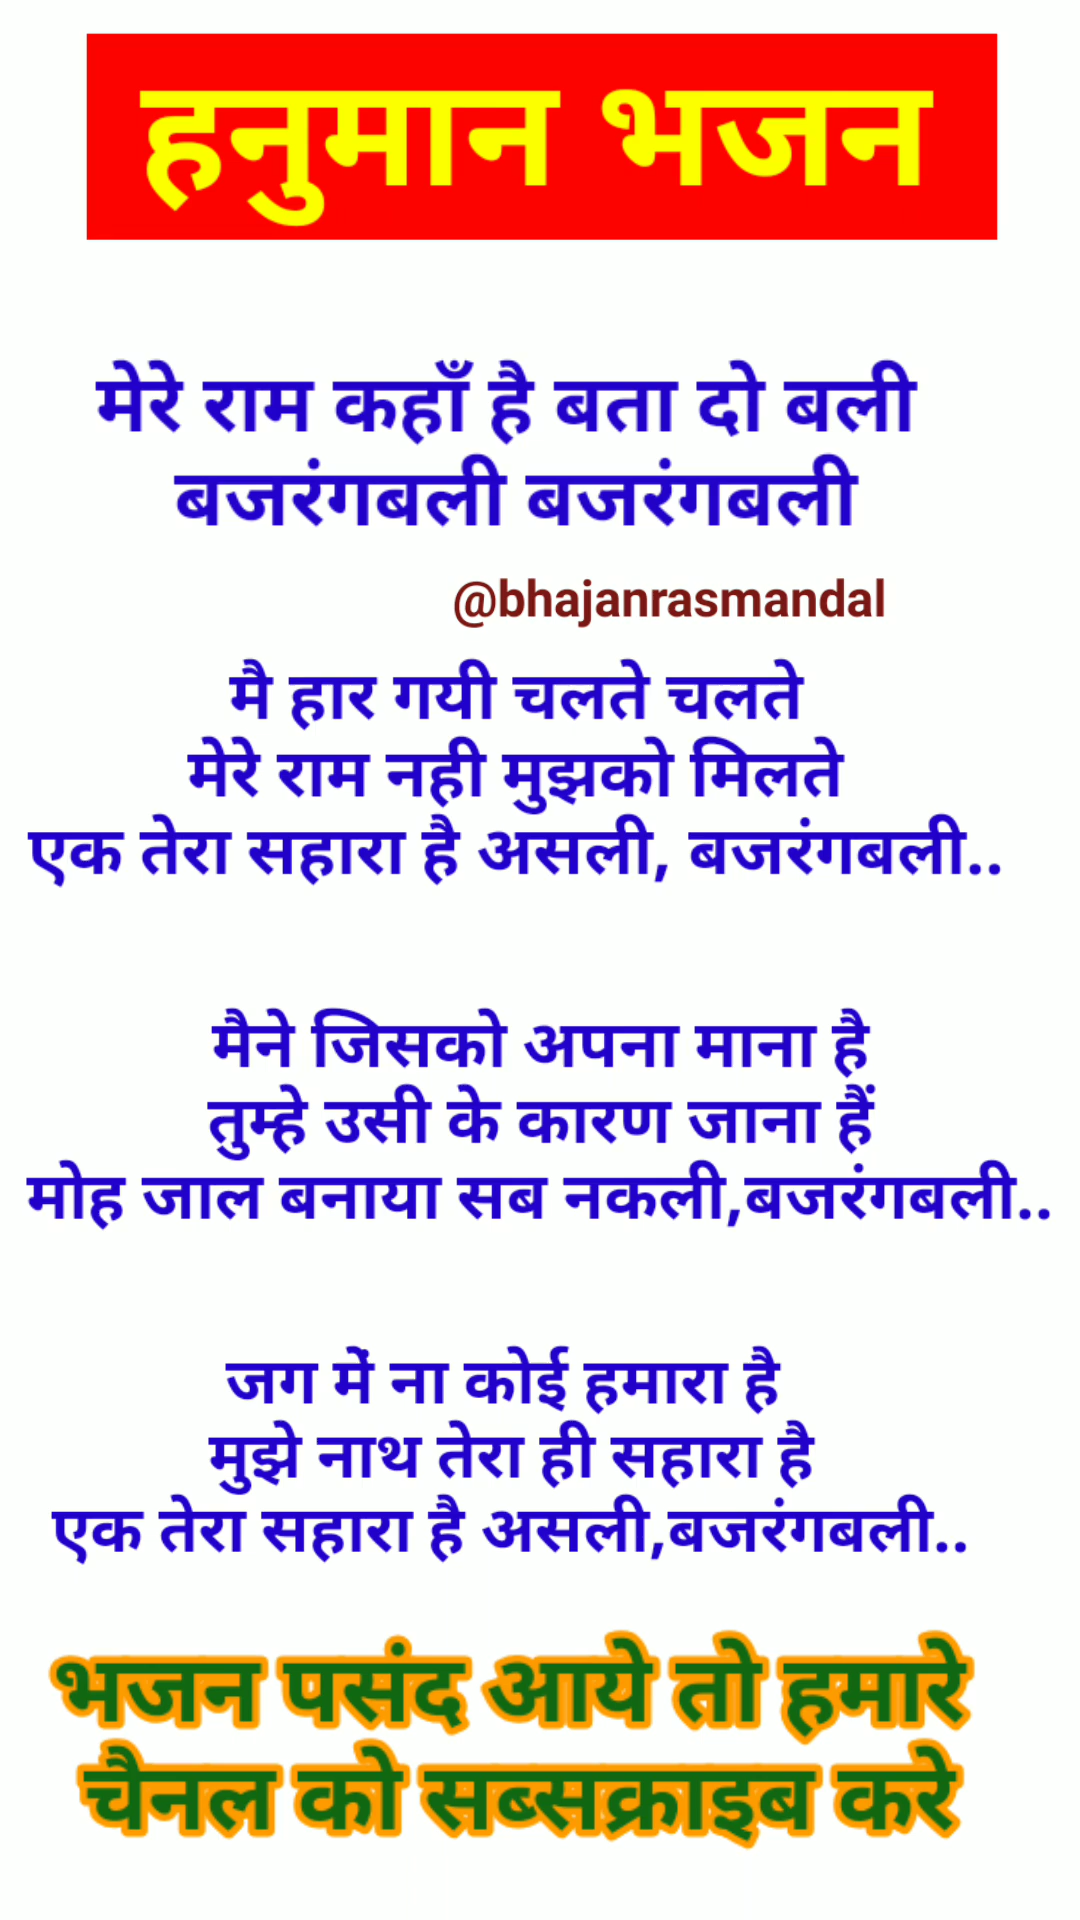 हनुमान भजन
मेरे राम कहाँ है बता दो बली
बजरंगबली बजरंगबली
@bhajanrasmandal
मै हार गयी चलते चलते
मेरे राम नही मुझको मिलते
एक तेरा सहारा है असली, बजरंगबली..
मैने जिसको अपना माना है
तुम्हे उसी के कारण जाना हैं
मोह जाल बनाया सब नकली,बजरंगबली..
जग में ना कोई हमारा है
मुझे नाथ तेरा ही सहारा है
एक तेरा सहारा है असली,बजरंगबली..
भजन पसंद आये तो हमारे
चैनल को सब्सक्राइब करे